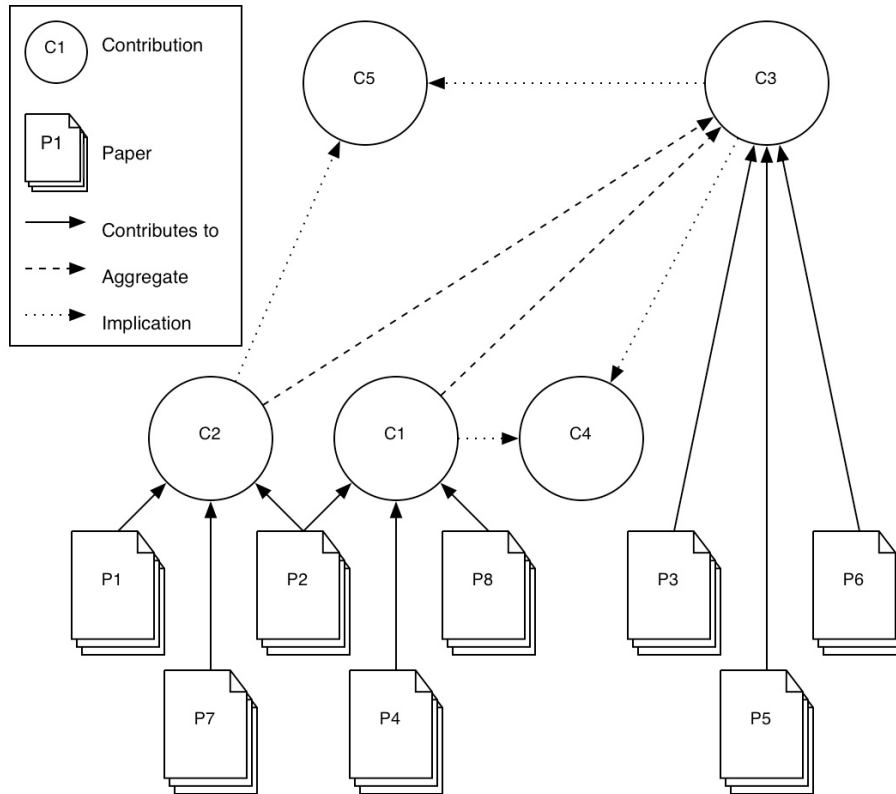 C1 Contribution
P1 Paper
Contributes to
Aggregate
Implication
C5
C3
C2
C1
C4
P1
P2
P8
P3
P6
P7
P4
P5